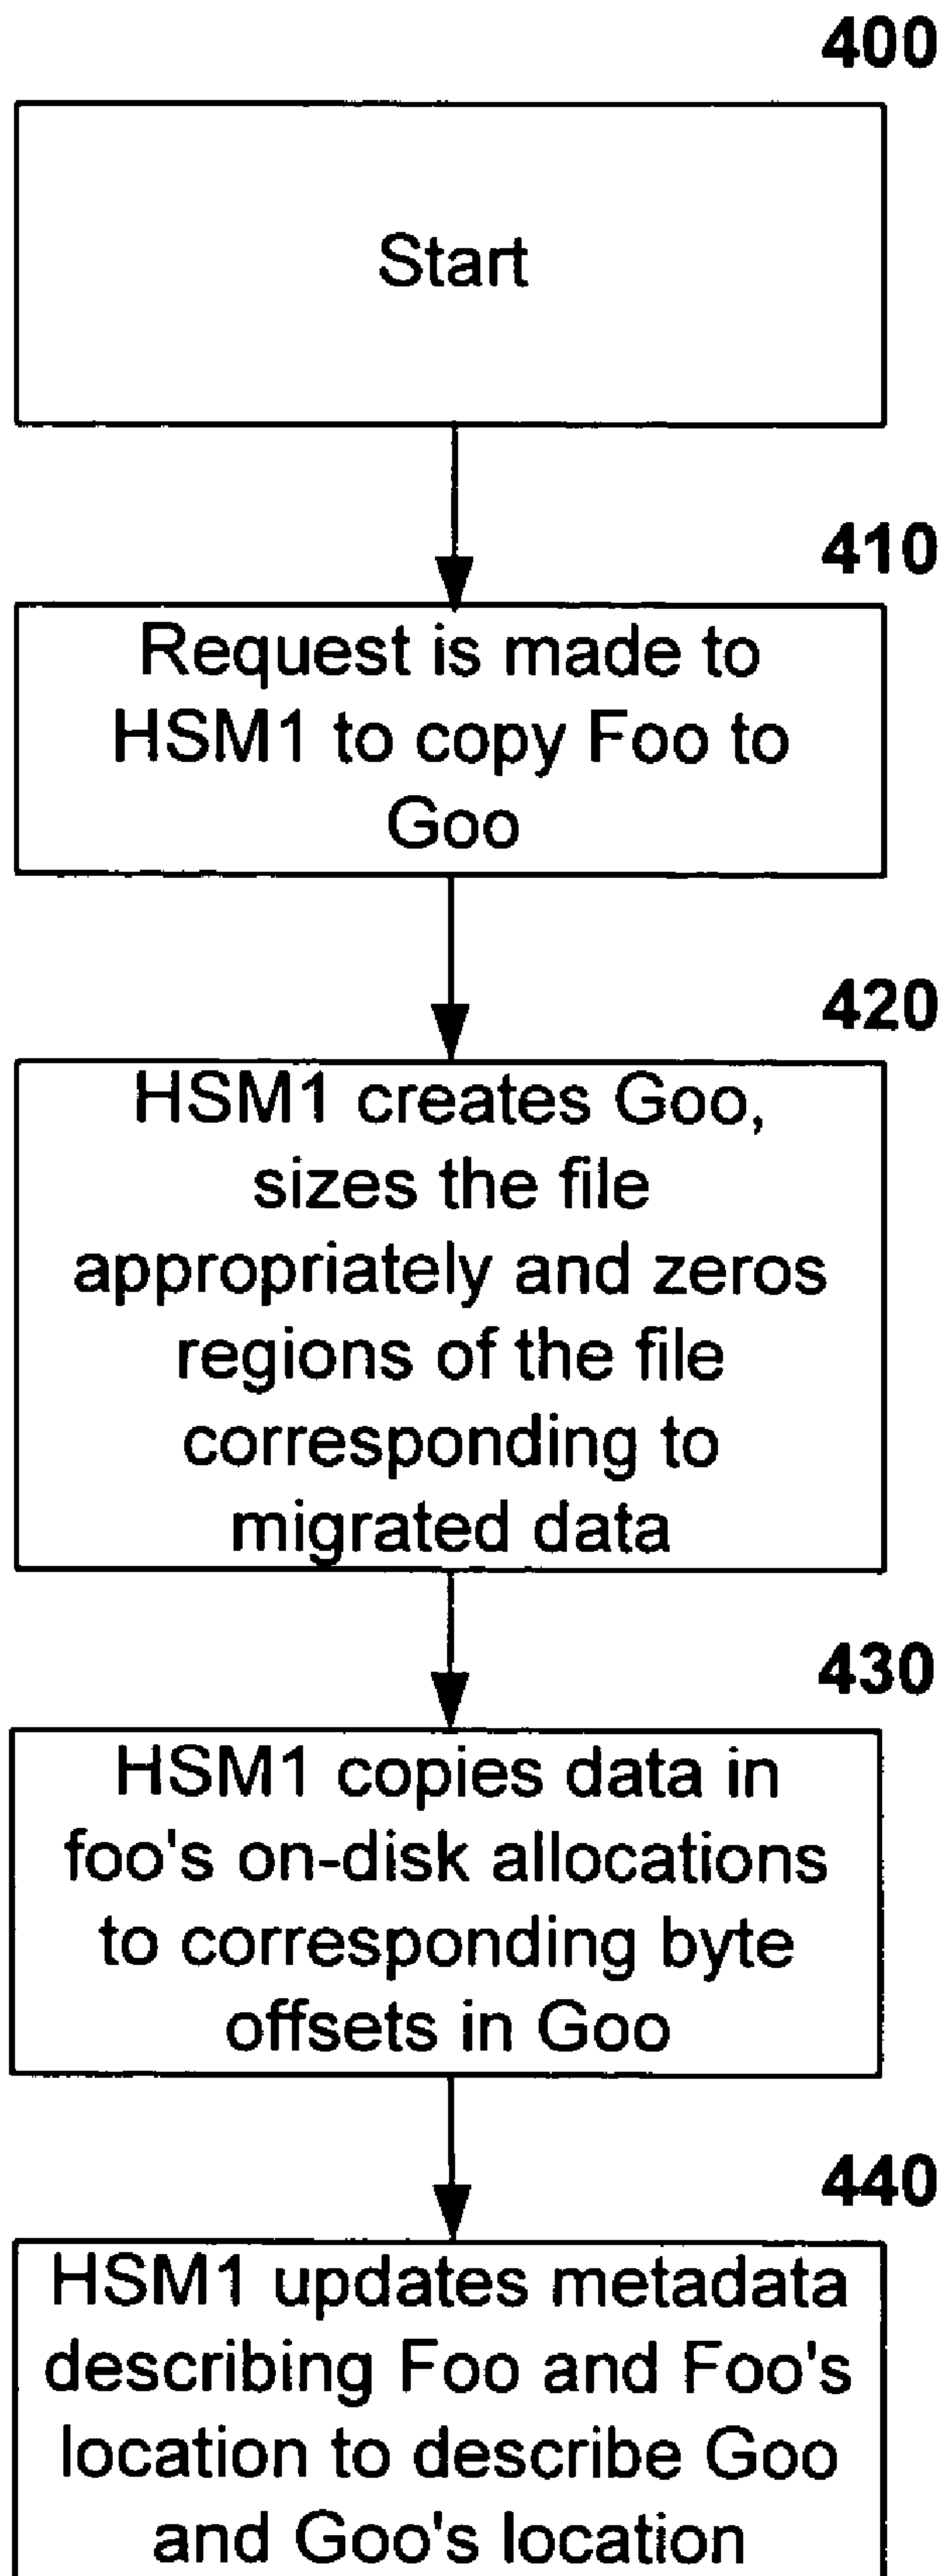 400
Start
410
Request is made to
HSM1 to copy Foo to
Goo
420
HSM1 creates Goo,
sizes the file
appropriately and zeros
regions of the file
corresponding to
migrated data
430
HSM1 copies data in
foo's on-disk allocations
to corresponding byte
offsets in Goo
440
HSM1 updates metadata
describing Foo and Foo's
location to describe Goo
and Goo's location